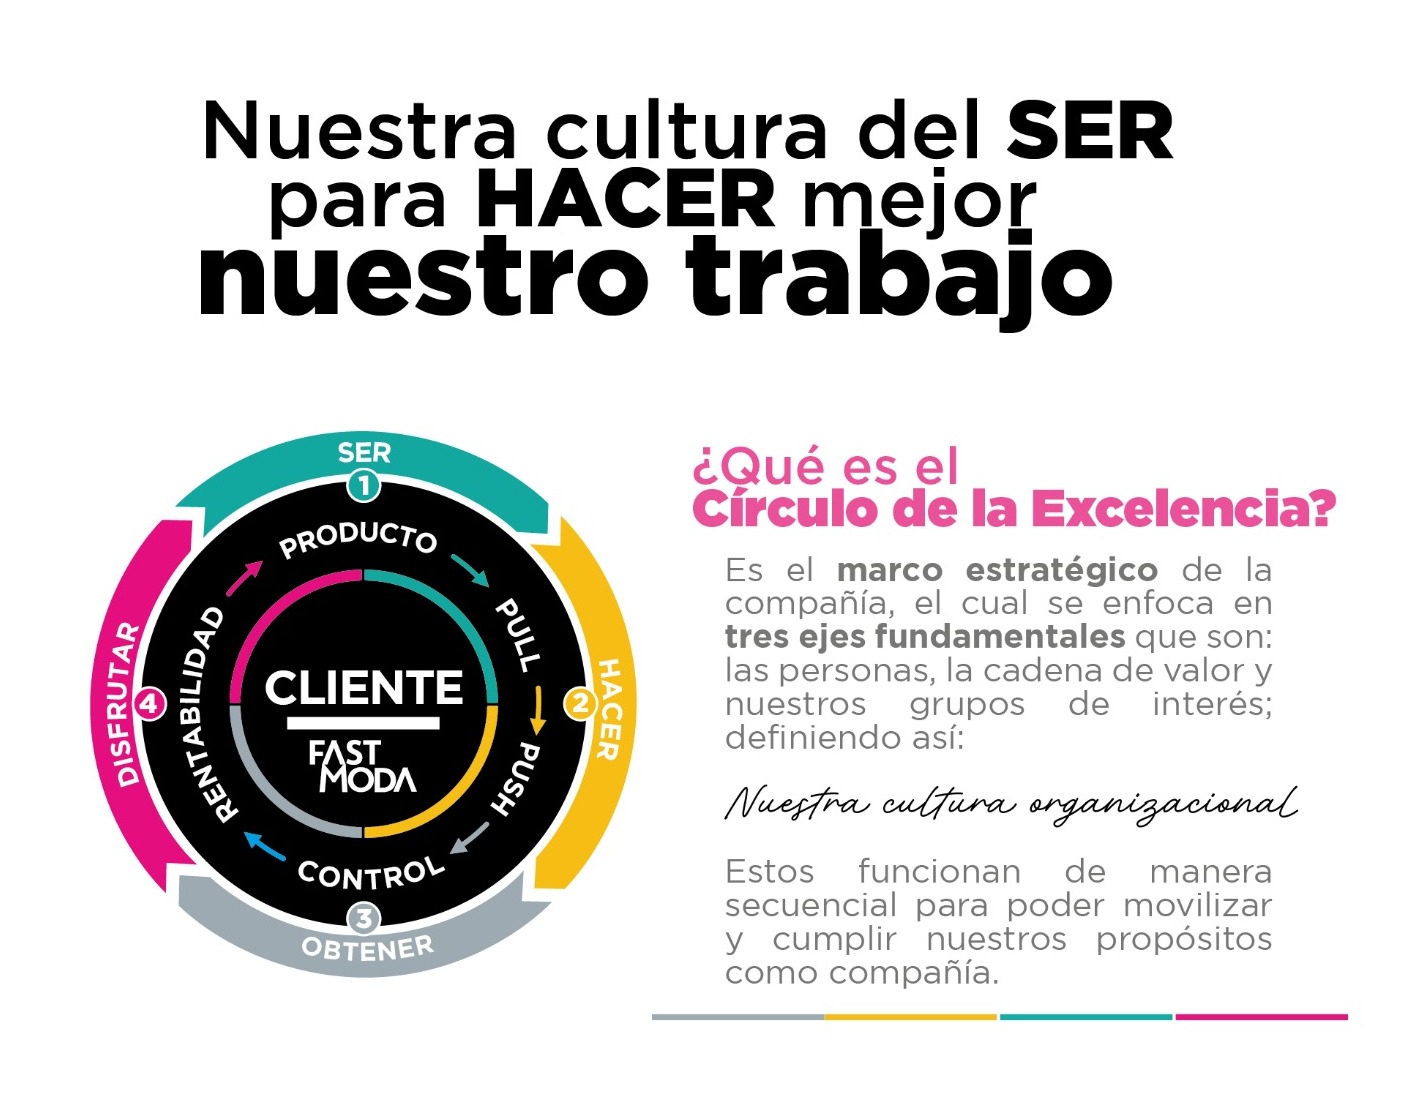 Nuestra cultura del SER
para HACER mejor
nuestro trabajo
SER
1
PRODUCTO
PULL
HACER
2
PUSH
CONTROL
3
OBTENER
RENTABILIDAD
4
DISFRUTAR
CLIENTE
FAST
MODA
¿Qué es el
Círculo de la Excelencia?
Es el marco estratégico de la
compañía, el cual se enfoca en
tres ejes fundamentales que son:
las personas, la cadena de valor y
nuestros grupos de interés;
definiendo así:
Nuestra cultura organizacional
Estos funcionan de manera
secuencial para poder movilizar
y cumplir nuestros propósitos
como compañía.